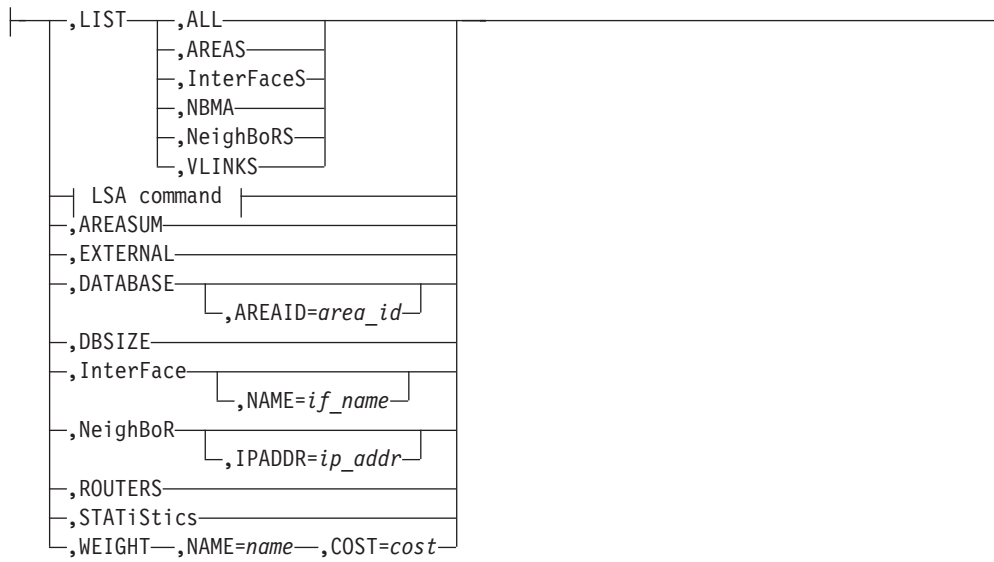 ,LIST ,ALL
,AREAS
,InterFaceS
,NBMA
,NeighBoRS
,VLINKS
LSA command
,AREASUM
,EXTERNAL
,DATABASE
,AREAID=area_id
,DBSIZE
,InterFace
,NAME=if_name
,NeighBoR
,IPADDR=ip_addr
,ROUTERS
,STATiStics
,WEIGHT ,NAME=name ,COST=cost